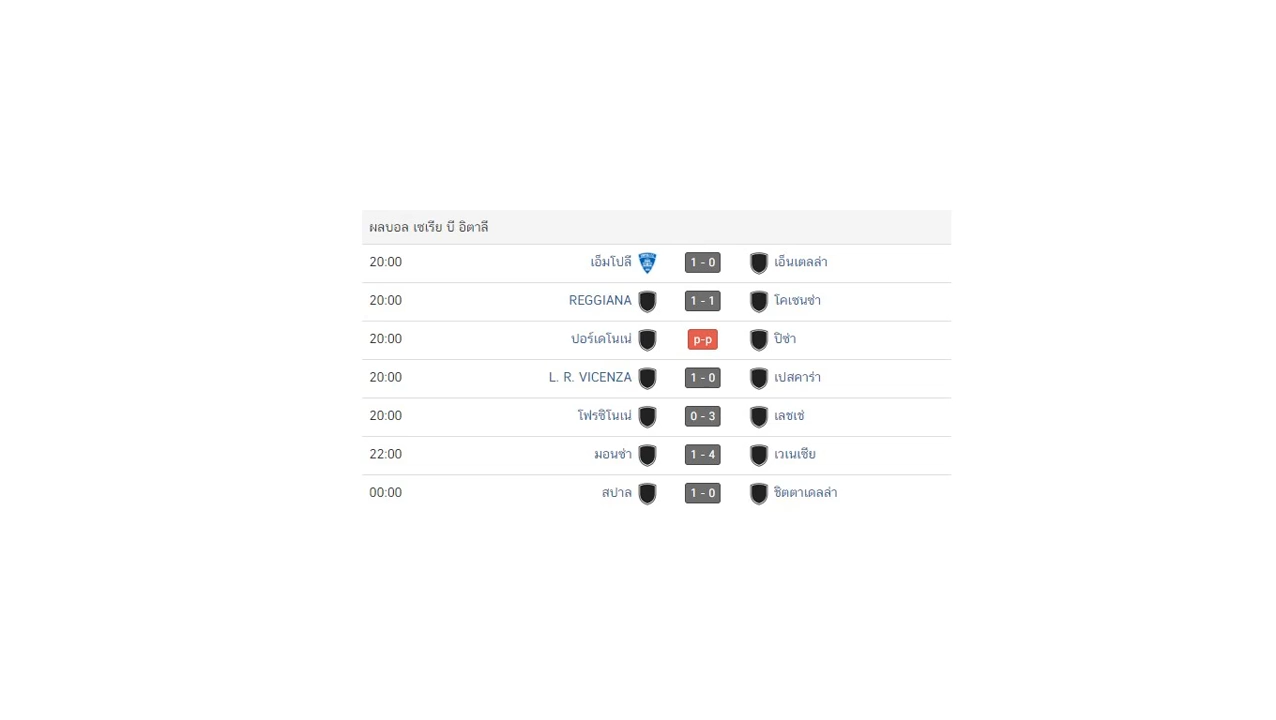 ผลบอล เซเรีย บี อิตาลี
20:00 เอ็มโปลี 1 - 0 เอ็นเตลล่า
20:00 REGGIANA 1 - 1 โคเซนซ่า
20:00 ปอร์เดโนเน่ p-p ปิซ่า
20:00 L. R. VICENZA 1 - 0 เปสคาร่า
20:00 โฟรซิโนเน่ 0 - 3 เลชเช่
22:00 มอนซ่า 1 - 4 เวเนเซีย
00:00 สปาล 1 - 0 ซิตตาเดลล่า